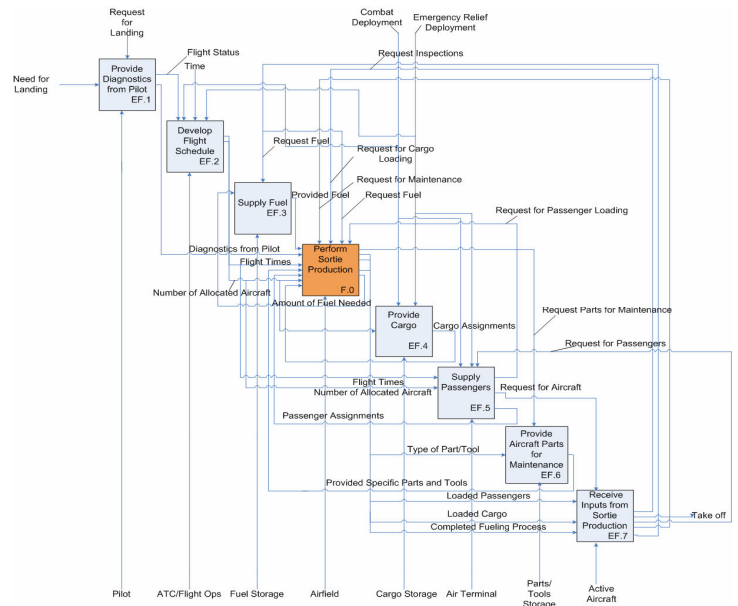 Request
for
Landing
Combat
Deployment
Emergency Relief
Deployment
Flight Status
Time
Request Inspections
Need for
Landing
Provide
Diagnostics
from Pilot
EF.1
Develop
Flight
Schedule
EF.2
Request Fuel
Request for Cargo
Loading
Request for Maintenance
Provided Fuel
Request Fuel
Supply Fuel
EF.3
Request for Passenger Loading
Diagnostics from Pilot
Perform
Sortie
Production
F.0
Flight Times
Number of Allocated Aircraft
Amount of Fuel Needed
Provide
Cargo
EF.4
Cargo Assignments
Request Parts for Maintenance
Request for Passengers
Flight Times
Number of Allocated Aircraft
Supply
Passengers
EF.5
Request for Aircraft
Passenger Assignments
Provide
Aircraft Parts
for
Maintenance
EF.6
Type of Part/Tool
Provided Specific Parts and Tools
Loaded Passengers
Loaded Cargo
Completed Fueling Process
Receive
Inputs from
Sortie
Production
EF.7
Take off
Pilot
ATC/Flight Ops
Fuel Storage
Airfield
Cargo Storage
Air Terminal
Parts/
Tools
Storage
Active
Aircraft